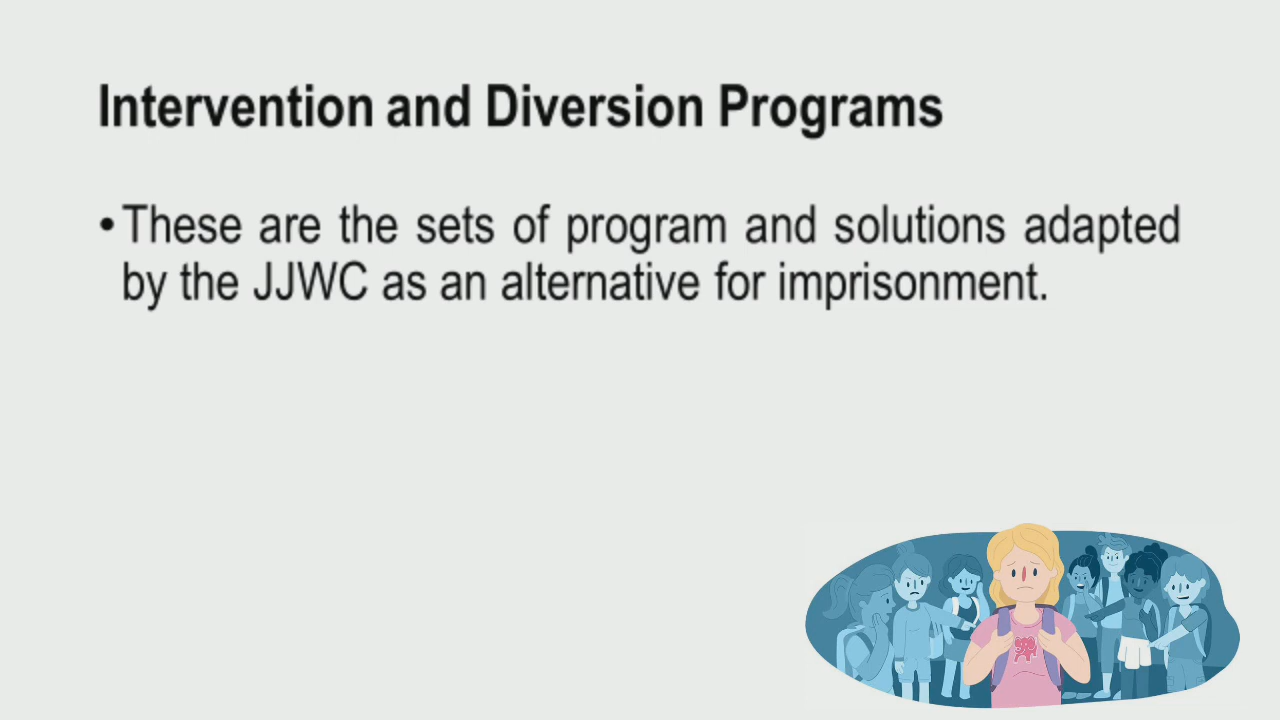 Intervention and Diversion Programs
• These are the sets of program and solutions adapted
by the JJWC as an alternative for imprisonment.